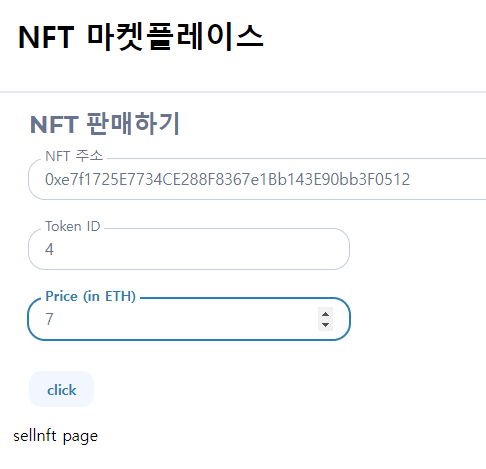 NFT 마켓플레이스
NFT 판매하기
NFT 주소
0xe7f1725E7734CE288F8367e1Bb143E90bb3F0512
Token ID
4
Price (in ETH)
7
click
sellnft page